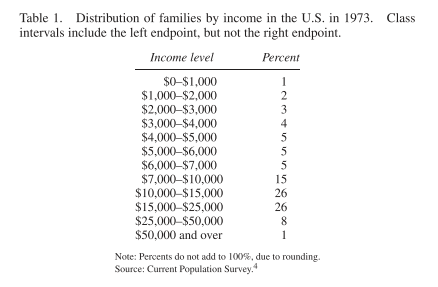 Table 1. Distribution of families by income in the U.S. in 1973. Class
intervals include the left endpoint, but not the right endpoint.
Income level Percent
$0–$1,000 1
$1,000–$2,000 2
$2,000–$3,000 3
$3,000–$4,000 4
$4,000–$5,000 5
$5,000–$6,000 5
$6,000–$7,000 5
$7,000–$10,000 15
$10,000–$15,000 26
$15,000–$25,000 26
$25,000–$50,000 8
$50,000 and over 1
Note: Percents do not add to 100%, due to rounding.
Source: Current Population Survey.4